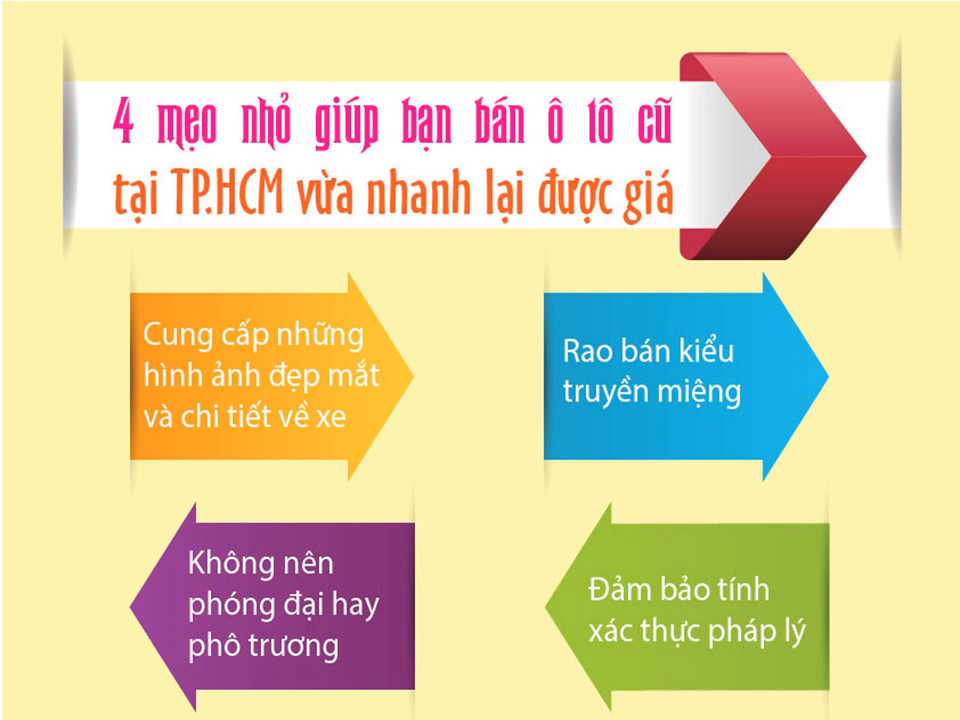 4 mẹo nhỏ giúp bạn bán ô tô cũ
tại TP.HCM vừa nhanh lại được giá
Cung cấp những
hình ảnh đẹp mắt
và chi tiết về xe
Rao bán kiểu
truyền miệng
Không nên
phóng đại hay
phô trương
Đảm bảo tính
xác thực pháp lý